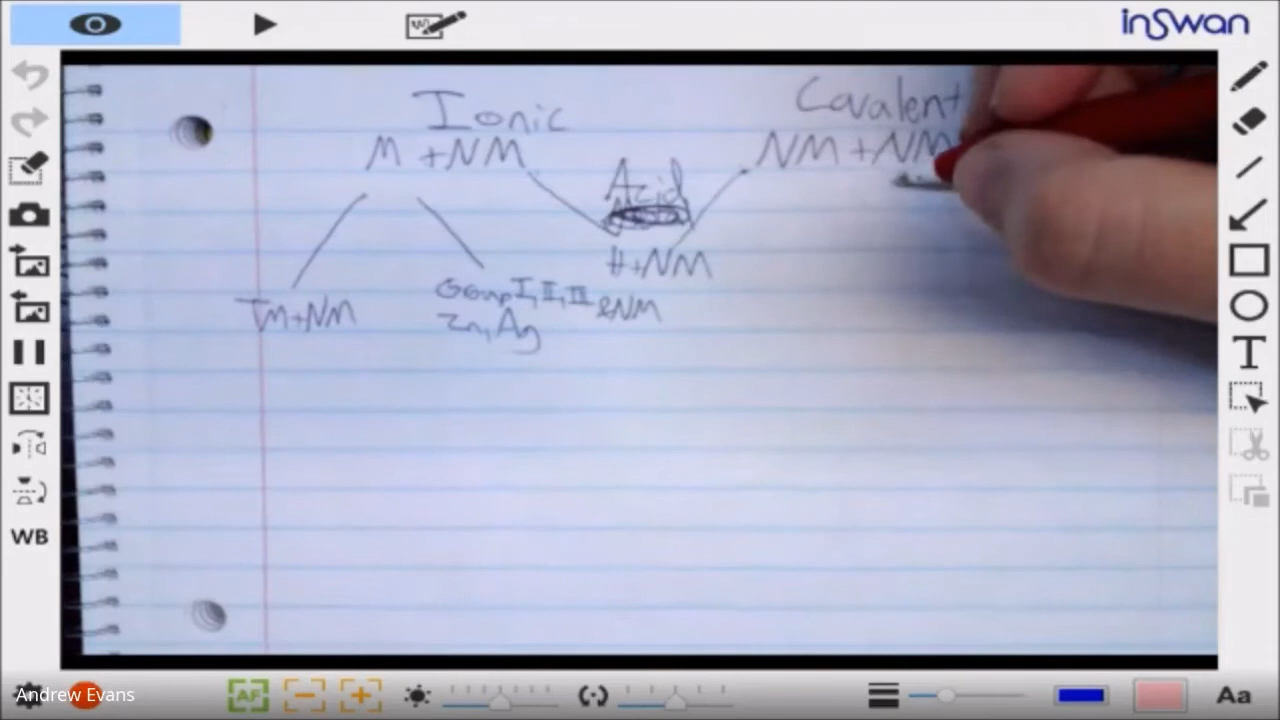 inswan
Ionic
Covalent
M + NM
NM + NM
Acid
H + NM
TM + NM
Group I, II, III & NM
Zn, Ag
WB
T
Andrew Evans
AF
Aa